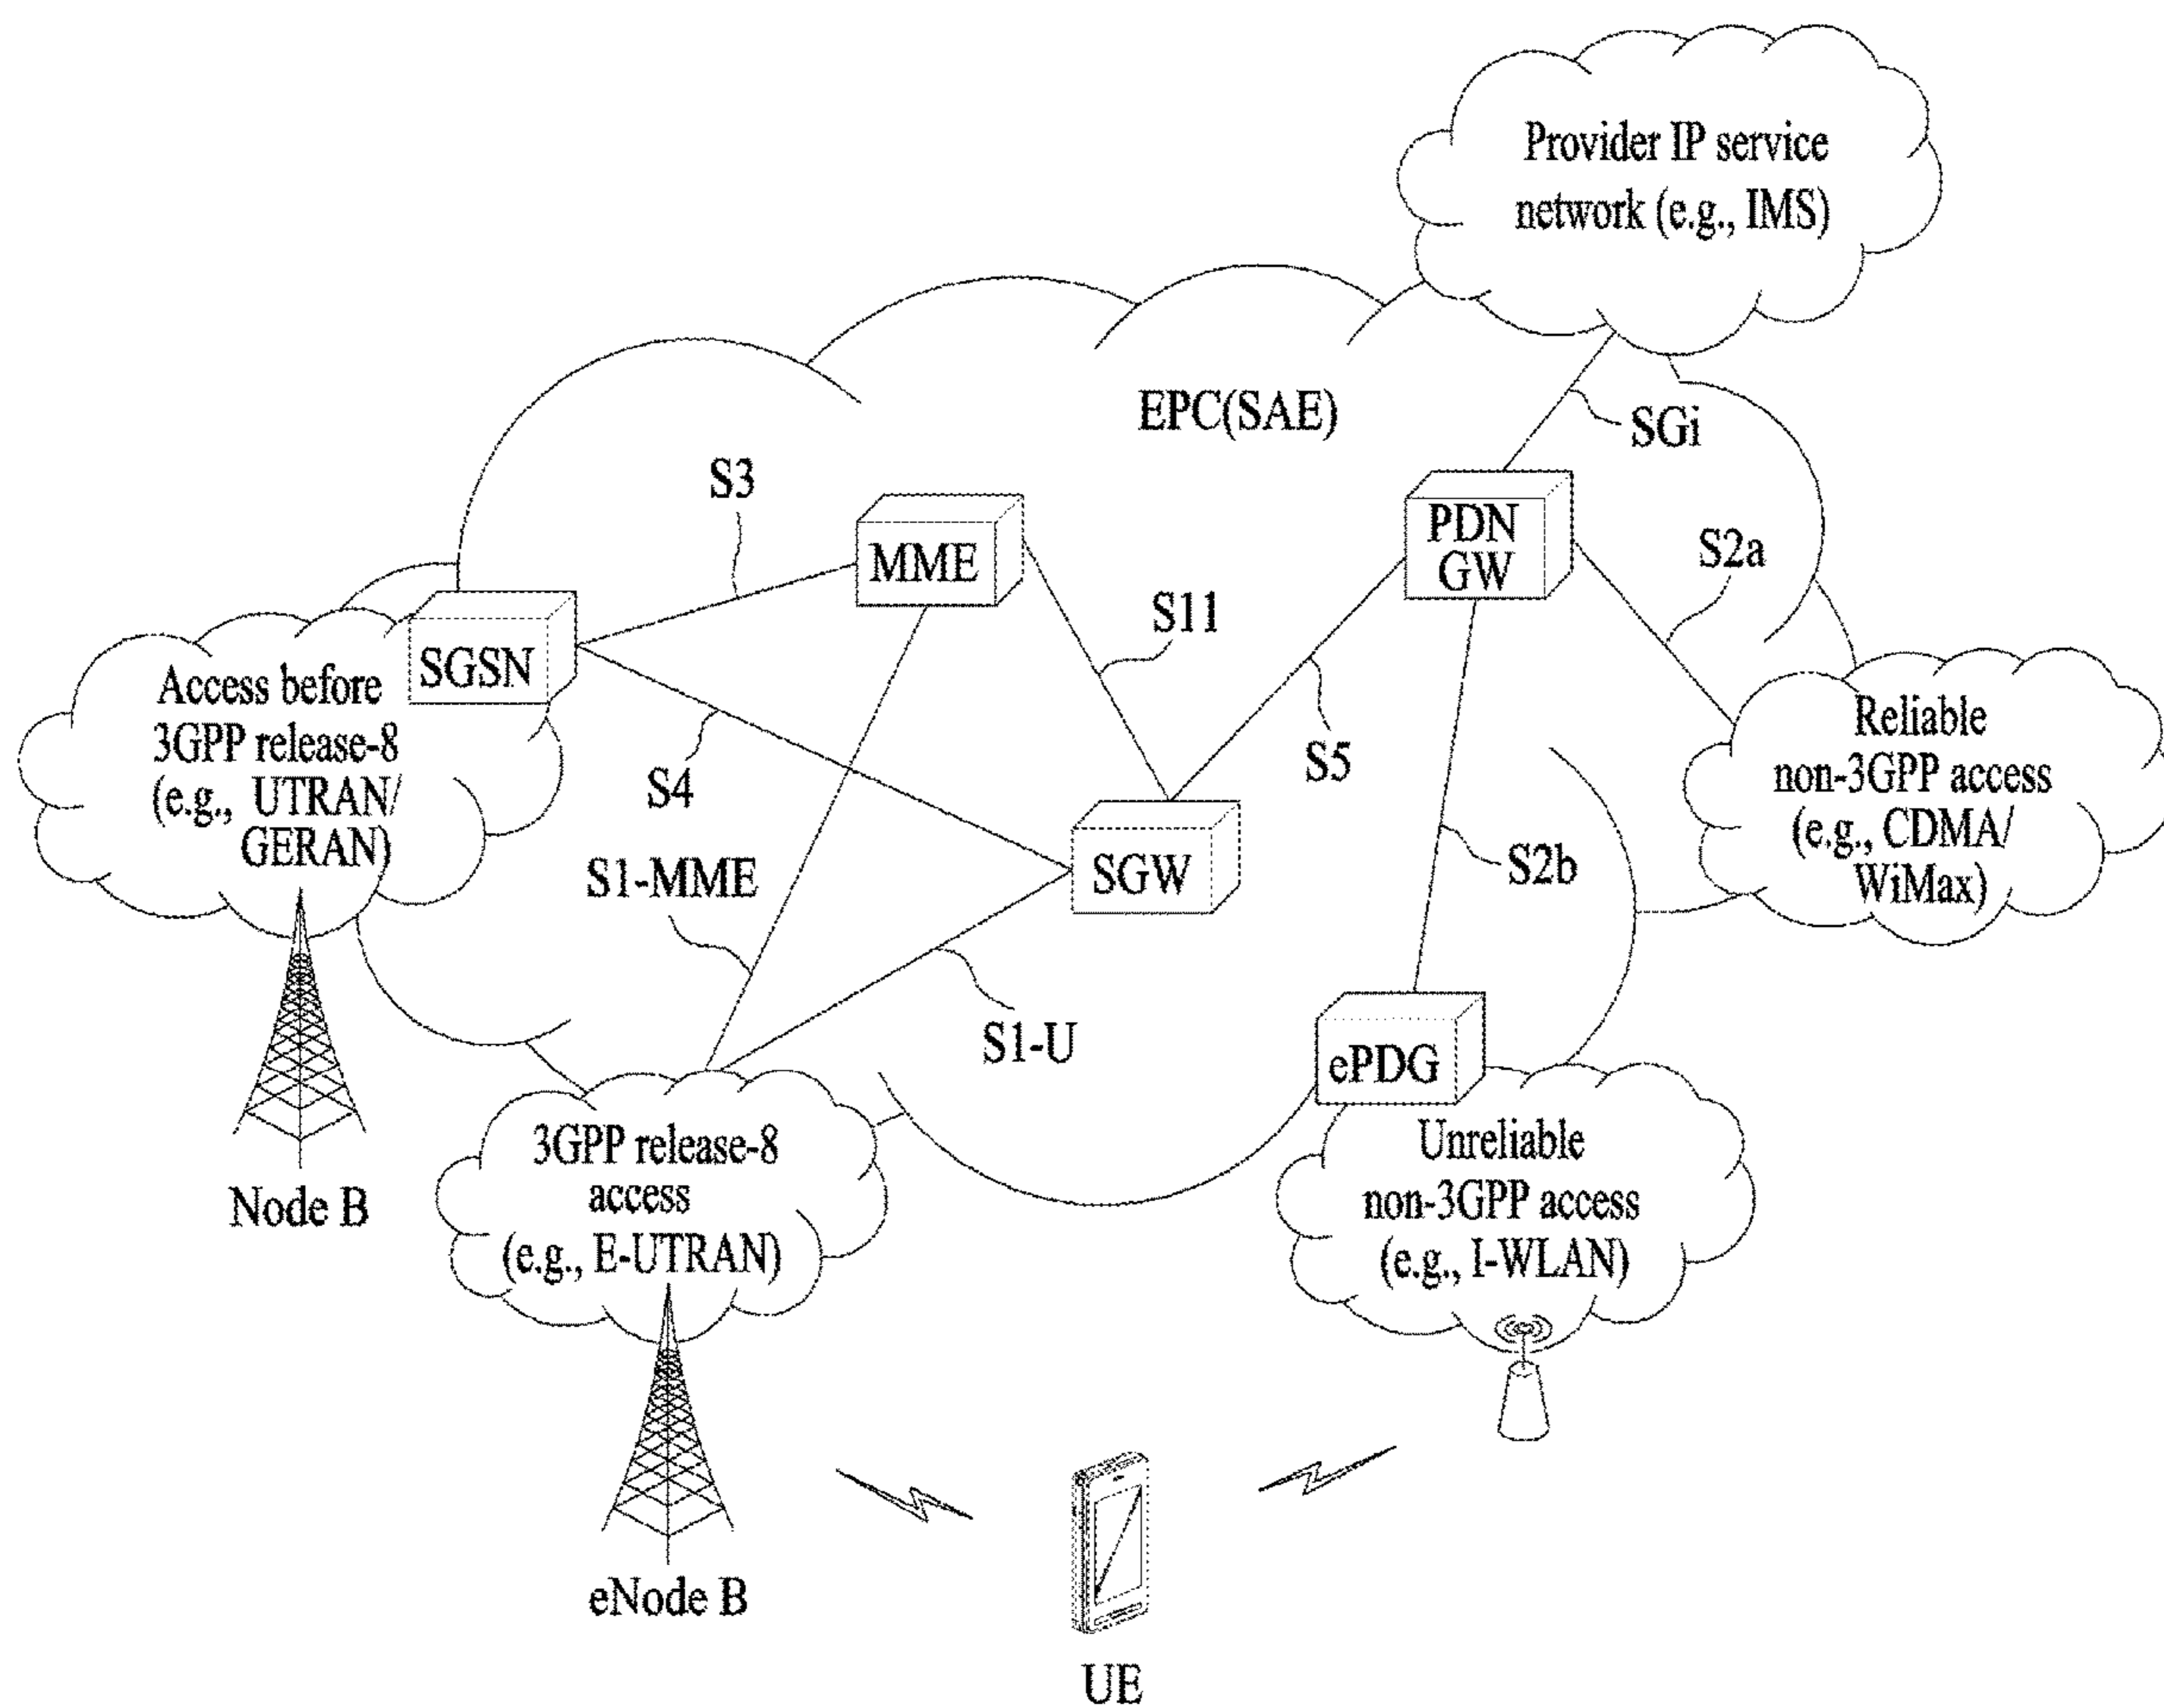 Provider IP service
network (e.g., IMS)
EPC(SAE)
SGi
S3
MME
PDN
GW
S2a
S11
SGSN
Access before
3GPP release-8
(e.g., UTRAN/
GERAN)
S4
S5
Reliable
non-3GPP access
(e.g., CDMA/
WiMax)
S1-MME
SGW
S2b
S1-U
ePDG
Node B
3GPP release-8
access
(e.g., E-UTRAN)
Unreliable
non-3GPP access
(e.g., I-WLAN)
eNode B
UE